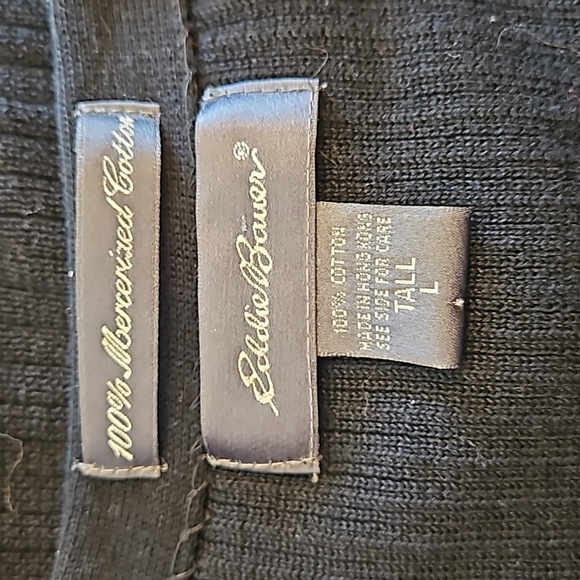 100% Mercerized Cotton
Eddie Bauer®
100% COTTON
MADE IN HONG KONG
SEE SIDE FOR CARE
TALL
L